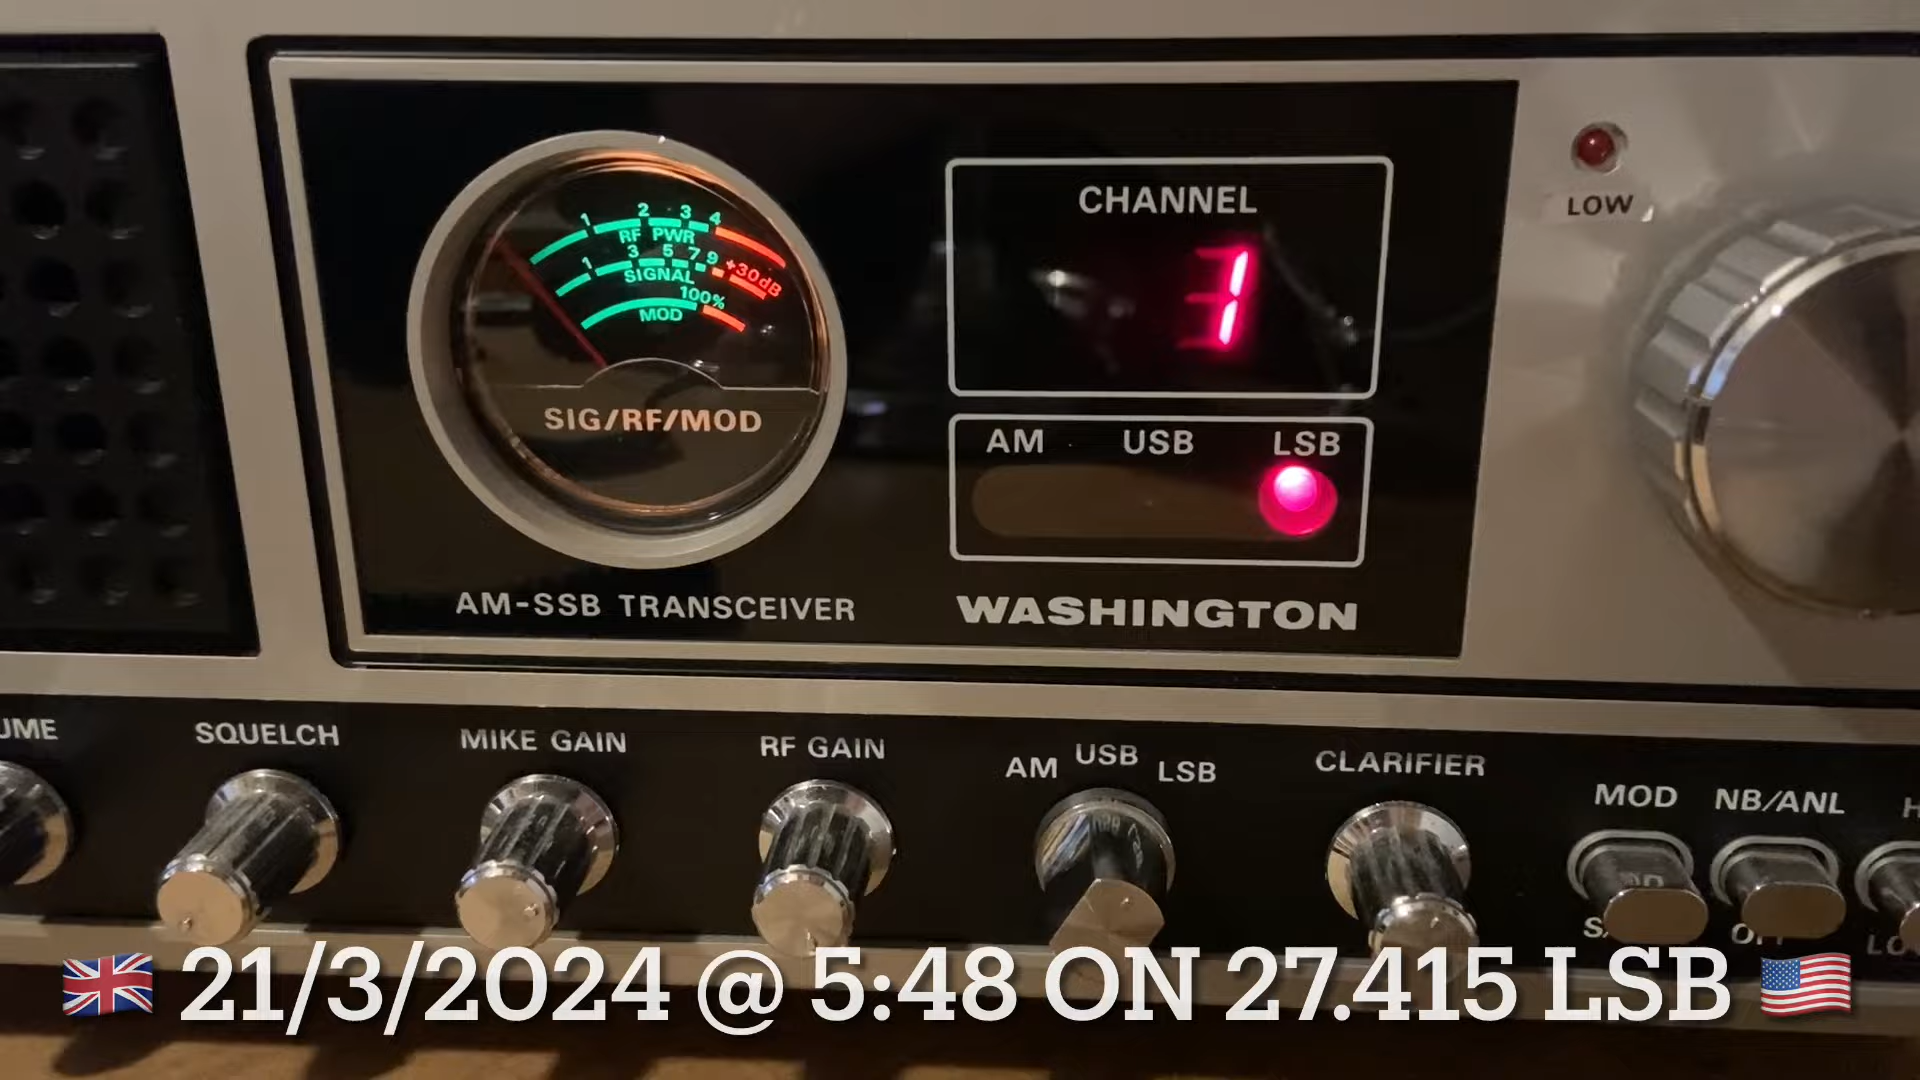 CHANNEL
1
LOW
1 2 3 4
RF PWR
1 3 5 7 9 +30dB
SIGNAL
100%
MOD
SIG/RF/MOD
AM USB LSB
AM-SSB TRANSCEIVER
WASHINGTON
UME
SQUELCH
MIKE GAIN
RF GAIN
AM USB LSB
CLARIFIER
MOD
NB/ANL
H
LO
🇬🇧 21/3/2024 @ 5:48 ON 27.415 LSB 🇺🇸